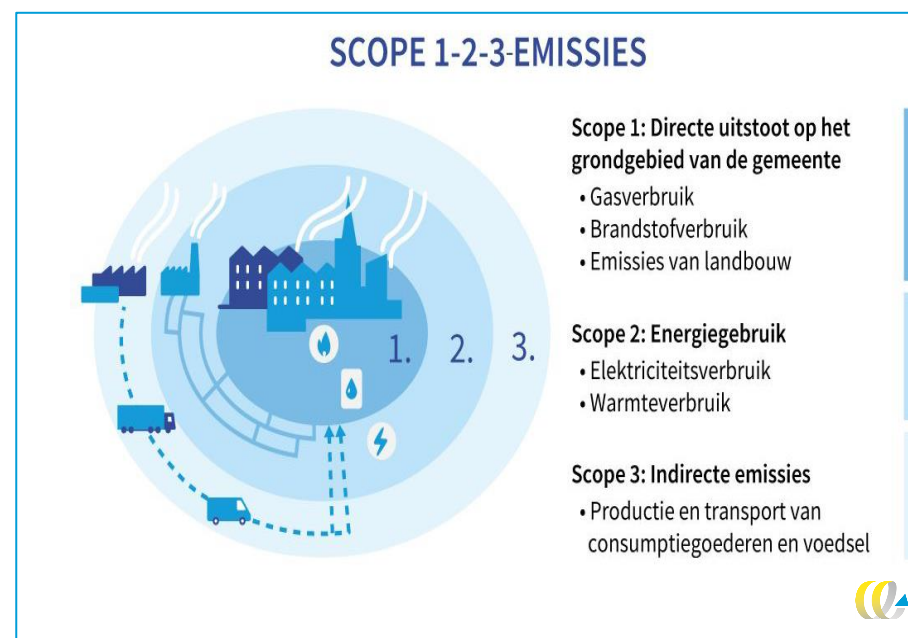 SCOPE 1-2-3-EMISSIES
Scope 1: Directe uitstoot op het
grondgebied van de gemeente
• Gasverbruik
• Brandstofverbruik
• Emissies van landbouw
Scope 2: Energiegebruik
• Elektriciteitsverbruik
• Warmteverbruik
Scope 3: Indirecte emissies
• Productie en transport van
consumptiegoederen en voedsel
1. 2. 3.